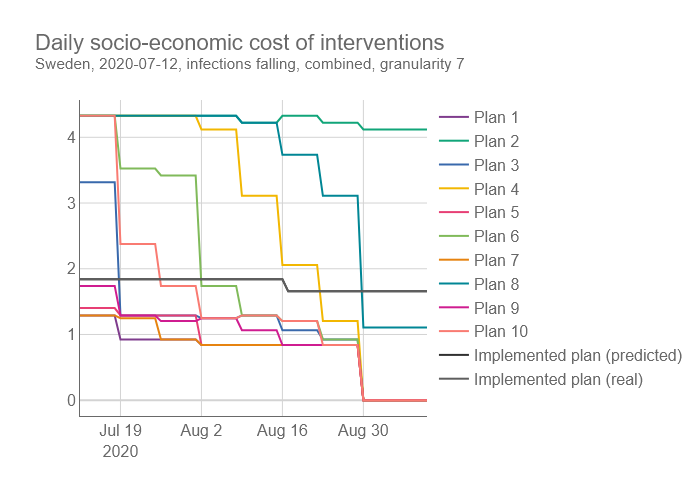 Daily socio-economic cost of interventions
Sweden, 2020-07-12, infections falling, combined, granularity 7
4
3
2
1
0
Jul 19
2020
Aug 2
Aug 16
Aug 30
Plan 1
Plan 2
Plan 3
Plan 4
Plan 5
Plan 6
Plan 7
Plan 8
Plan 9
Plan 10
Implemented plan (predicted)
Implemented plan (real)